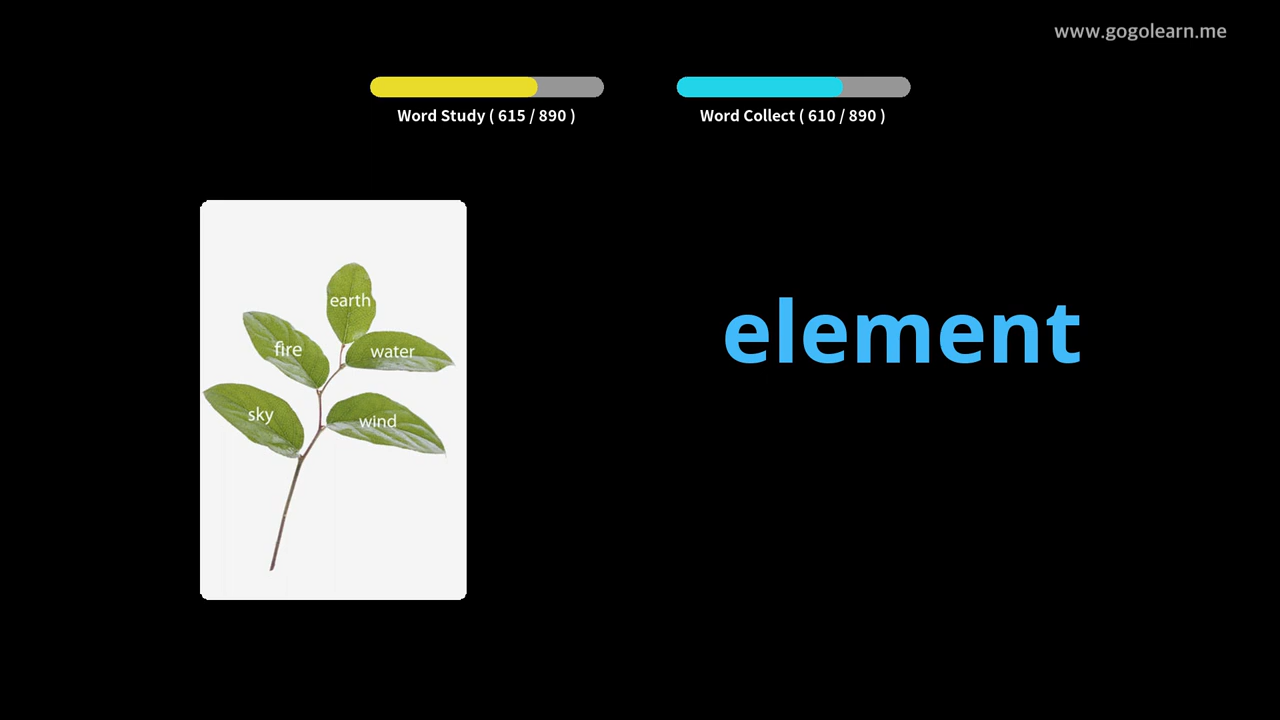 www.gogolearn.me
Word Study ( 615 / 890 )
Word Collect ( 610 / 890 )
earth
fire
water
sky
wind
element